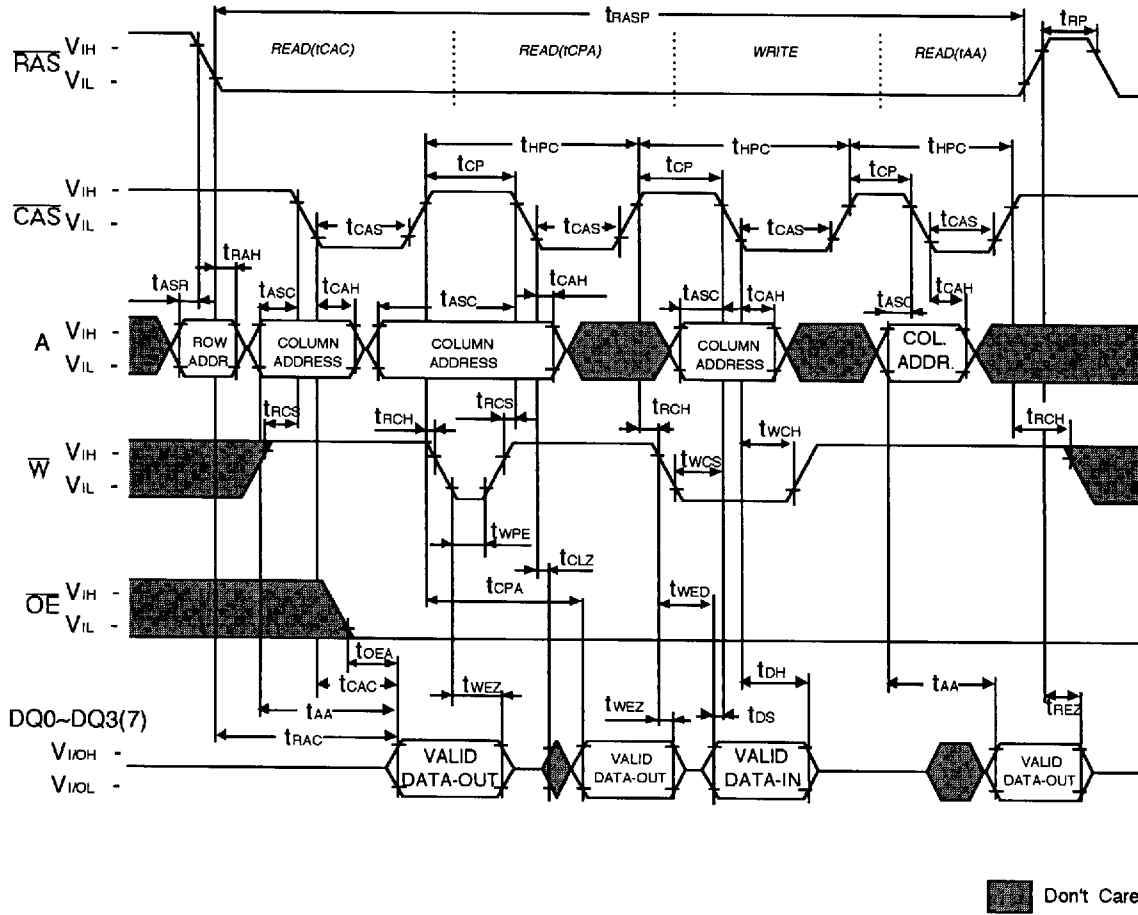 tRASP
tRP
RAS
VIH -
VIL -
READ(tCAC)
READ(tCPA)
WRITE
READ(tAA)
tHPC
tHPC
tHPC
tCP
tCP
tCP
CAS
VIH -
VIL -
tCAS
tCAS
tCAS
tCAS
tRAH
tASR
tASC
tCAH
tASC
tCAH
tASC
tCAH
tASC
tCAH
A
VIH -
VIL -
ROW
ADDR.
COLUMN
ADDRESS
COLUMN
ADDRESS
COLUMN
ADDRESS
COL.
ADDR.
tRCS
tRCH
tRCS
tRCH
tWCH
tRCH
W
VIH -
VIL -
tWCS
tWPE
tCLZ
tCPA
tWED
OE
VIH -
VIL -
tOEA
tCAC
tWEZ
tDH
tAA
tAA
tWEZ
tDS
tREZ
tRAC
DQ0~DQ3(7)
VI/OH -
VI/OL -
VALID
DATA-OUT
VALID
DATA-OUT
VALID
DATA-IN
VALID
DATA-OUT
Don't Care